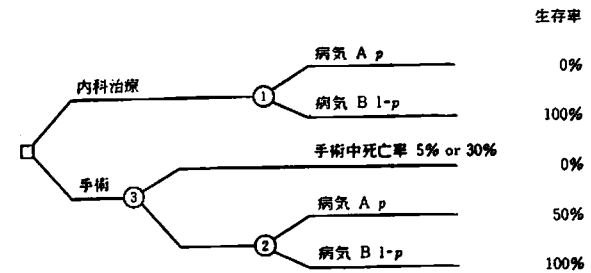 生存率
病気 A p 0%
内科治療
①
病気 B 1-p 100%
手術中死亡率 5% or 30% 0%
手術
③
病気 A p 50%
②
病気 B 1-p 100%